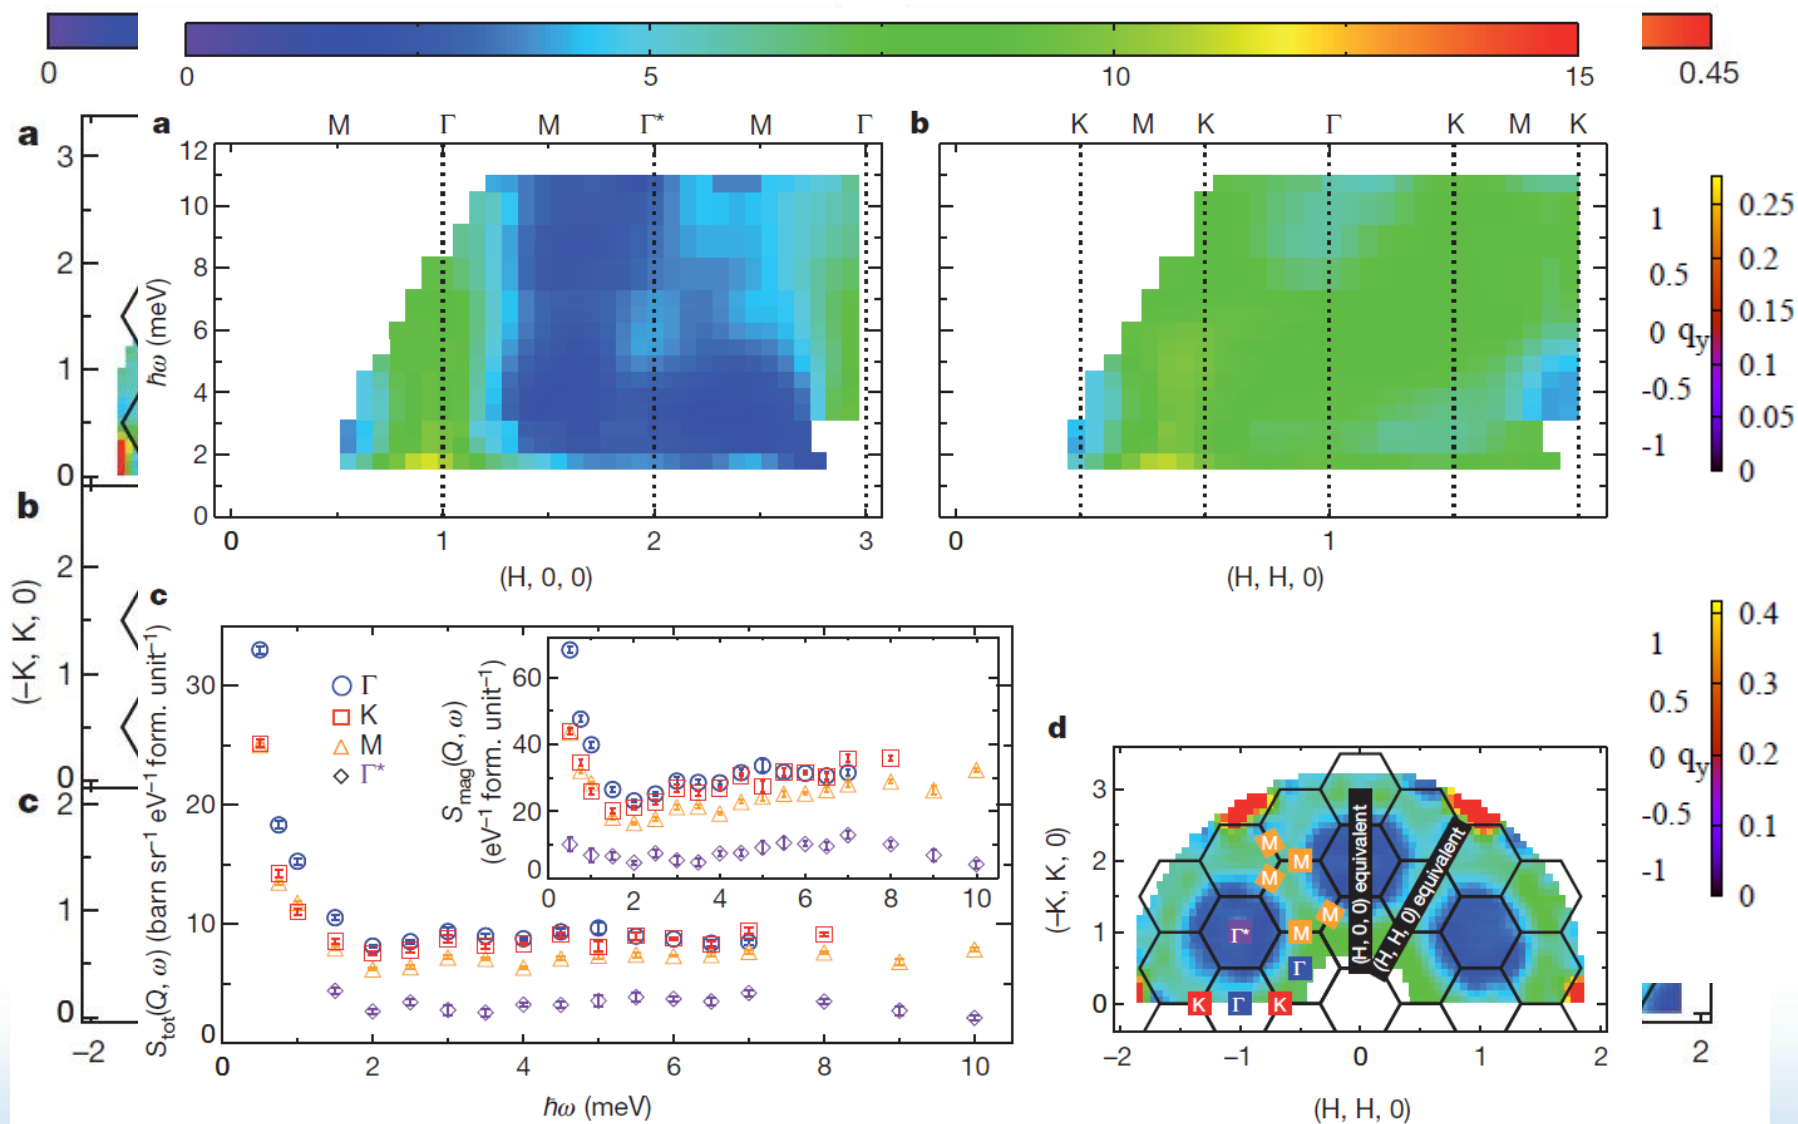 0 0 5 10 15 0.45
a a M Γ M Γ* M Γ b K M K Γ K M K
3 2 1 0
12 10 8 6 4 2 0
ħω (meV)
0 1 2 3
(H, 0, 0)
0 1
(H, H, 0)
1 0.5 0 -0.5 -1
qy
0.25 0.2 0.15 0.1 0.05 0
b
2 1 0
(–K, K, 0)
c
2 1 0
–2
c
Stot(Q, ω) (barn sr⁻¹ eV⁻¹ form. unit⁻¹)
30 20 10 0
Γ
K
M
Γ*
Smag(Q, ω)
(eV⁻¹ form. unit⁻¹)
60 40 20 0
0 2 4 6 8 10
0 2 4 6 8 10
ħω (meV)
d
(–K, K, 0)
3 2 1 0
M
M
M
M
M
Γ*
Γ
K Γ K
(H, 0, 0) equivalent
(H, H, 0) equivalent
–2 –1 0 1 2
(H, H, 0)
1 0.5 0 -0.5 -1
qy
0.4 0.3 0.2 0.1 0
2